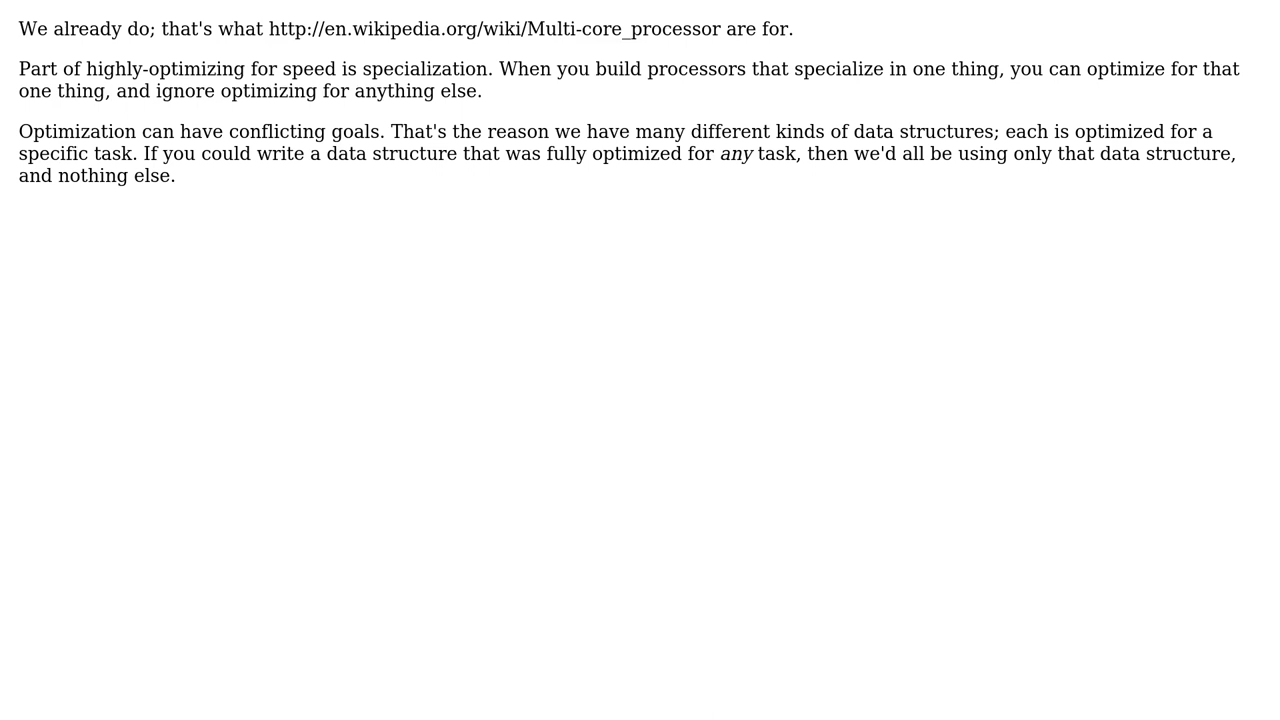 We already do; that's what http://en.wikipedia.org/wiki/Multi-core_processor are for.
Part of highly-optimizing for speed is specialization. When you build processors that specialize in one thing, you can optimize for that
one thing, and ignore optimizing for anything else.
Optimization can have conflicting goals. That's the reason we have many different kinds of data structures; each is optimized for a
specific task. If you could write a data structure that was fully optimized for any task, then we'd all be using only that data structure,
and nothing else.